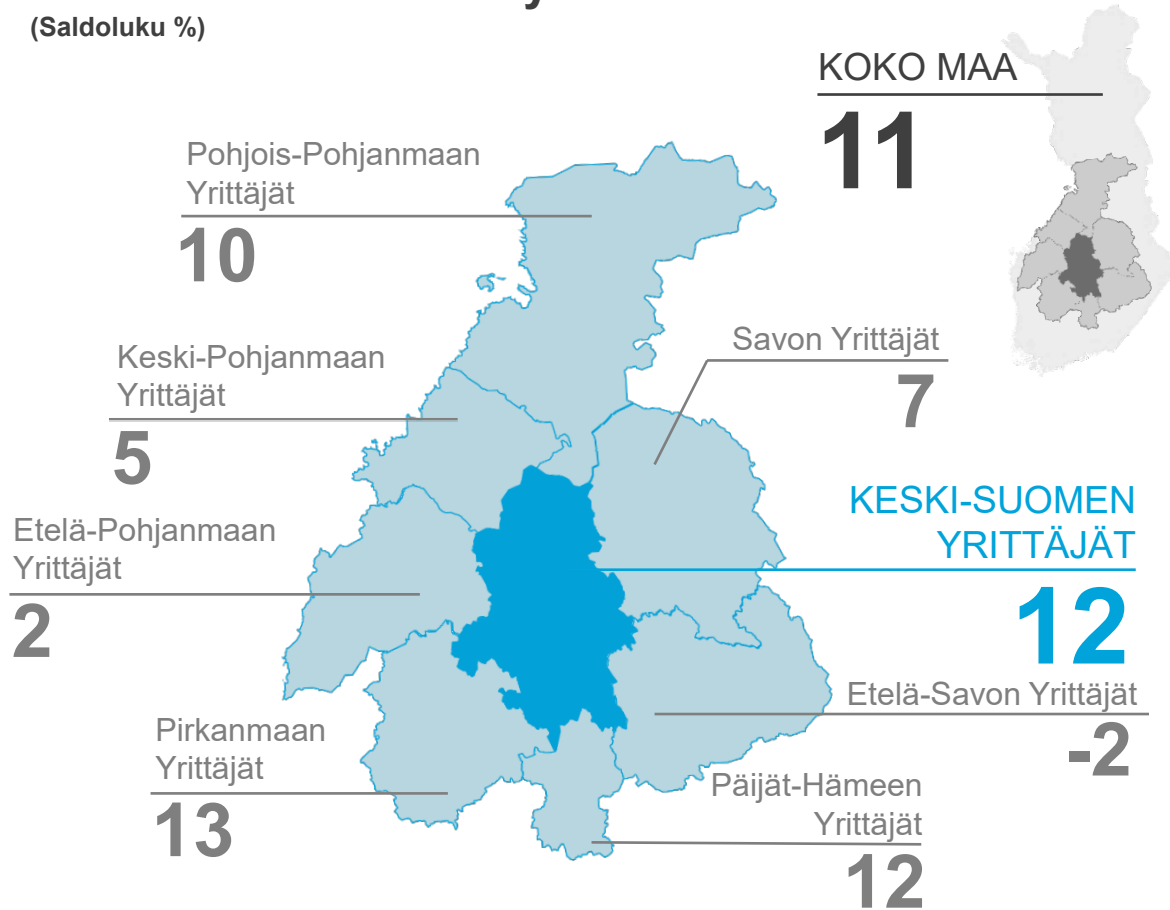 (Saldoluku %)
KOKO MAA
11
Pohjois-Pohjanmaan
Yrittäjät
10
Keski-Pohjanmaan
Yrittäjät
5
Savon Yrittäjät
7
Etelä-Pohjanmaan
Yrittäjät
2
KESKI-SUOMEN
YRITTÄJÄT
12
Etelä-Savon Yrittäjät
-2
Pirkanmaan
Yrittäjät
13
Päijät-Hämeen
Yrittäjät
12